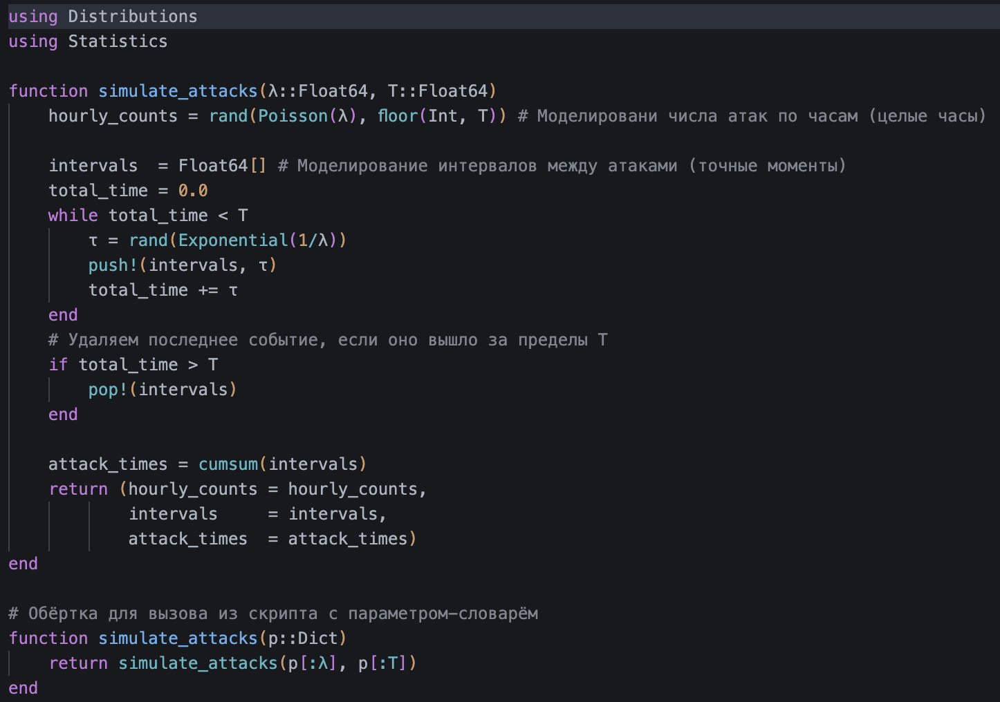 using Distributions
using Statistics

function simulate_attacks(λ::Float64, T::Float64)
    hourly_counts = rand(Poisson(λ), floor(Int, T)) # Моделировани числа атак по часам (целые часы)

    intervals  = Float64[] # Моделирование интервалов между атаками (точные моменты)
    total_time = 0.0
    while total_time < T
        τ = rand(Exponential(1/λ))
        push!(intervals, τ)
        total_time += τ
    end
    # Удаляем последнее событие, если оно вышло за пределы T
    if total_time > T
        pop!(intervals)
    end

    attack_times = cumsum(intervals)
    return (hourly_counts = hourly_counts,
            intervals     = intervals,
            attack_times  = attack_times)
end

# Обёртка для вызова из скрипта с параметром-словарём
function simulate_attacks(p::Dict)
    return simulate_attacks(p[:λ], p[:T])
end